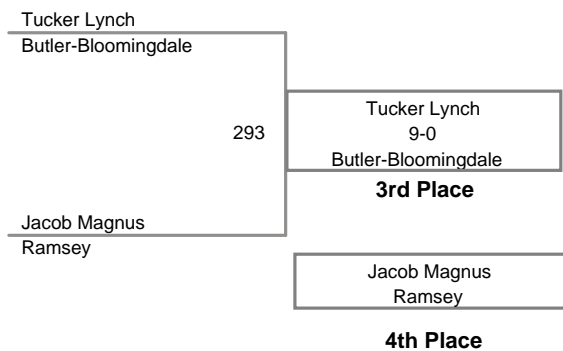 Tucker Lynch
Butler-Bloomingdale
293
Tucker Lynch
9-0
Butler-Bloomingdale
3rd Place
Jacob Magnus
Ramsey
Jacob Magnus
Ramsey
4th Place